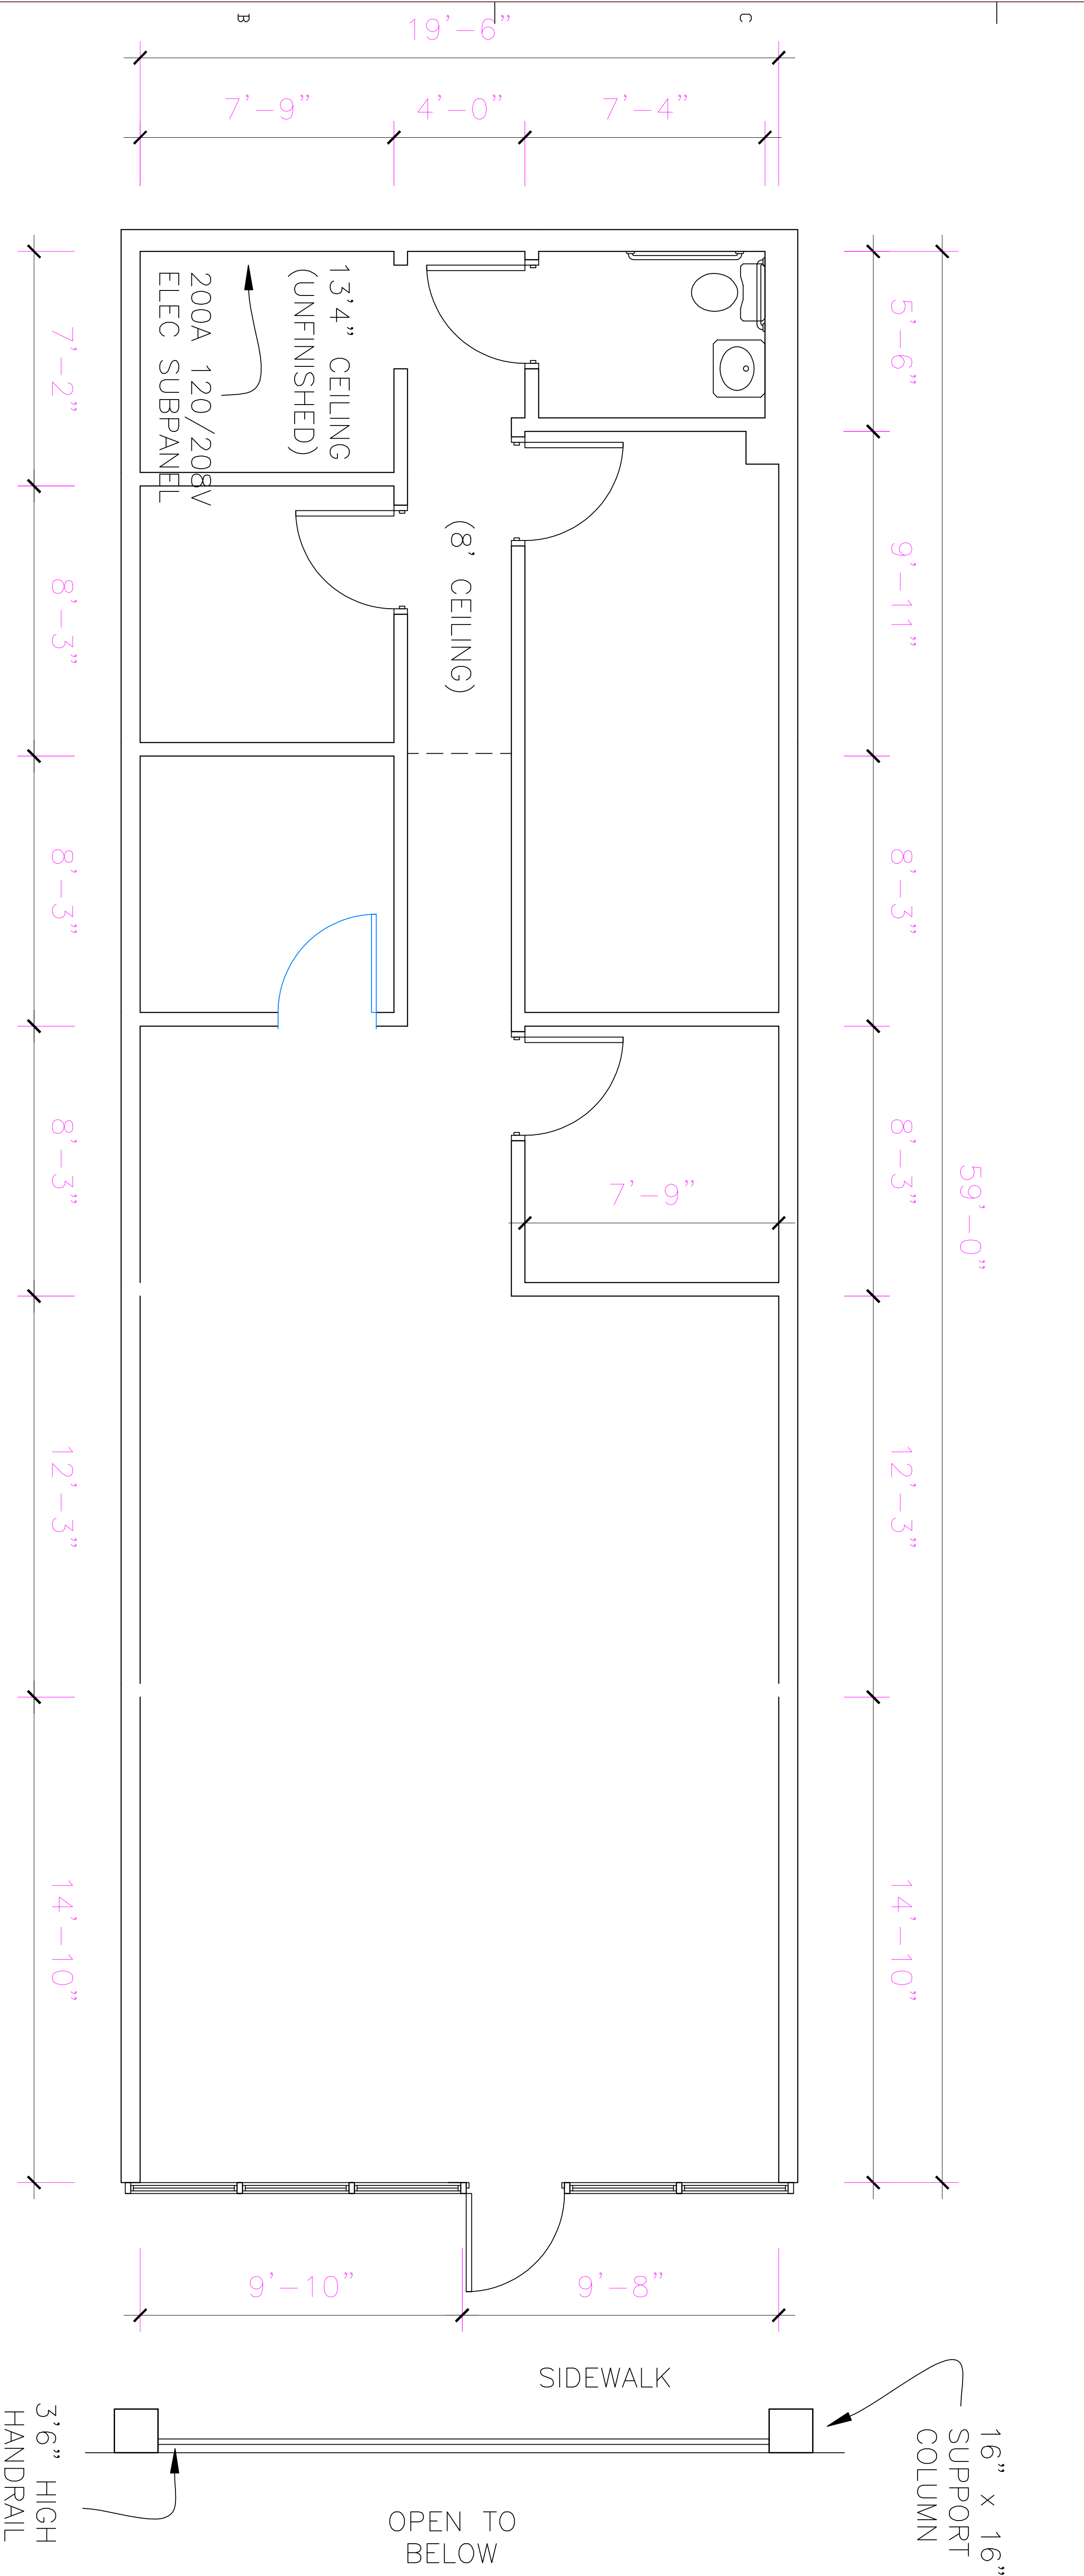 B
C
19'-6"
7'-9"
4'-0"
7'-4"
5'-6"
9'-11"
8'-3"
8'-3"
12'-3"
14'-10"
59'-0"
7'-2"
8'-3"
8'-3"
8'-3"
12'-3"
14'-10"
13'4" CEILING
(UNFINISHED)
200A 120/208V
ELEC SUBPANEL
(8' CEILING)
7'-9"
9'-10"
9'-8"
SIDEWALK
16" x 16"
SUPPORT
COLUMN
3'6" HIGH
HANDRAIL
OPEN TO
BELOW